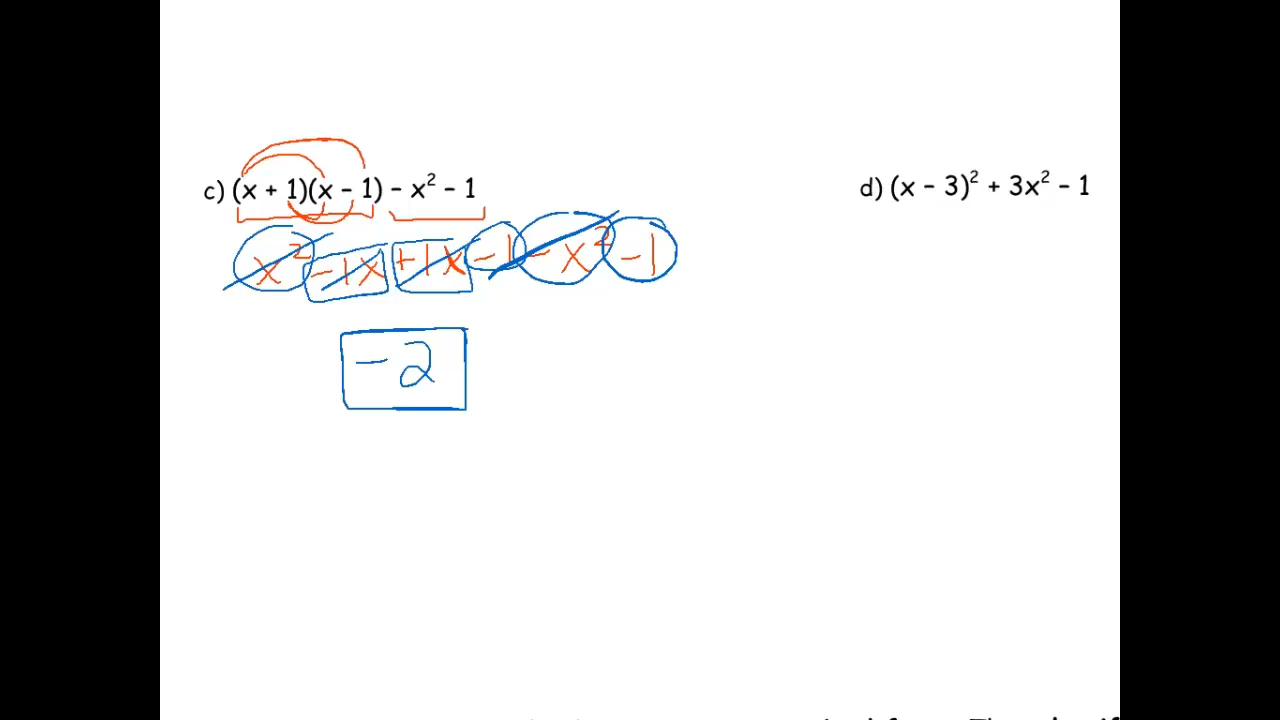 c) (x + 1)(x - 1) - x² - 1
d) (x - 3)² + 3x² - 1
x² -1x +1x -1 -x² -1
-2